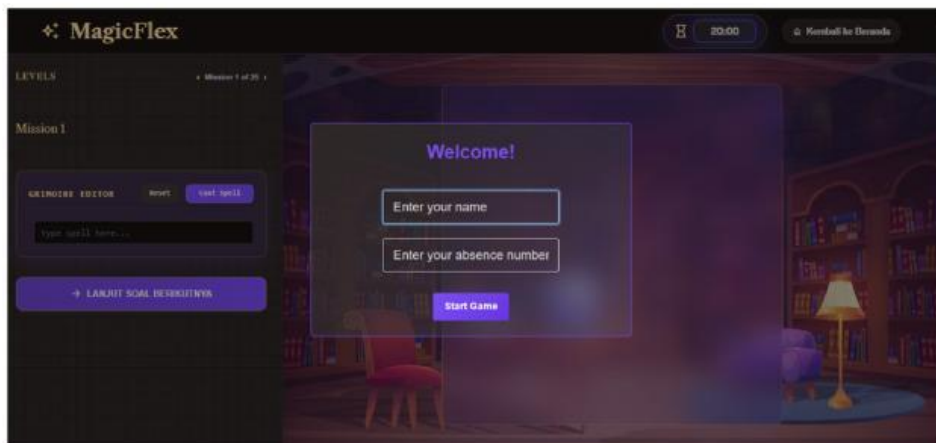 MagicFlex
20:00
Kembali ke Beranda
LEVELS
Mission 1 of 25
Mission 1
GRIMOIRE EDITOR
Reset
Cast Spell
Type spell here...
→ LANJUT SOAL BERIKUTNYA
Welcome!
Enter your name
Enter your absence number
Start Game